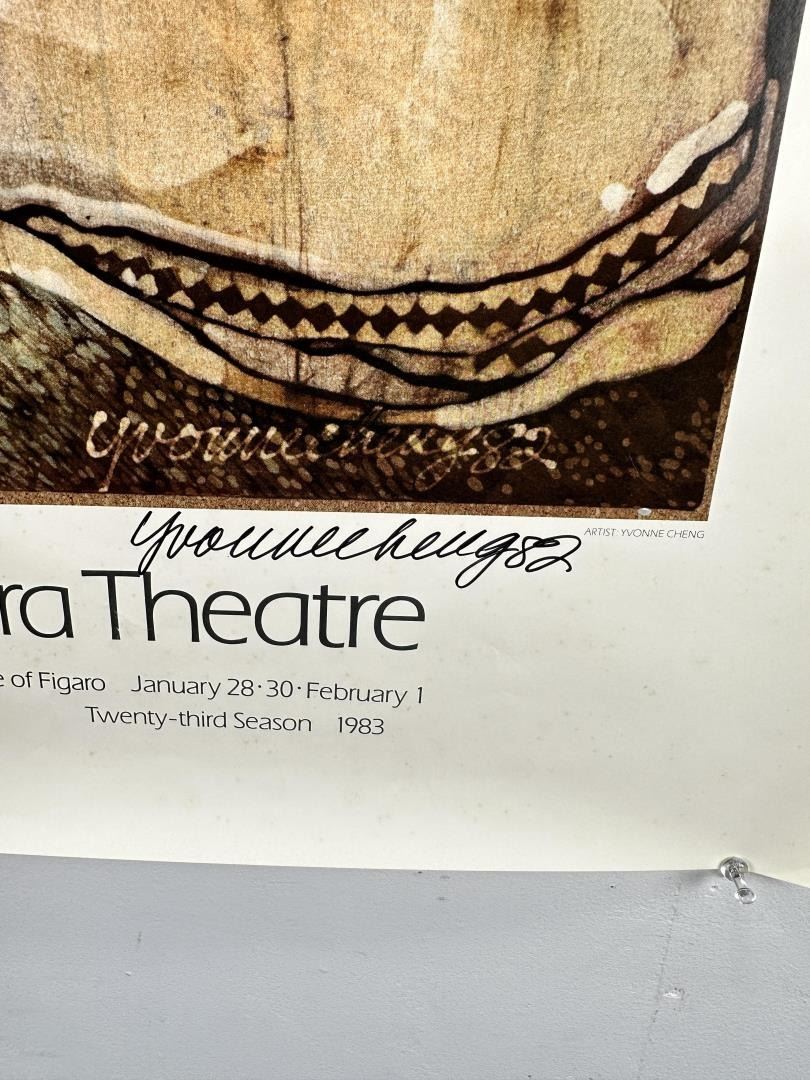 yvonnecheng82
ARTIST: YVONNE CHENG
yvonnecheng82
ra Theatre
e of Figaro January 28·30·February 1
Twenty-third Season 1983